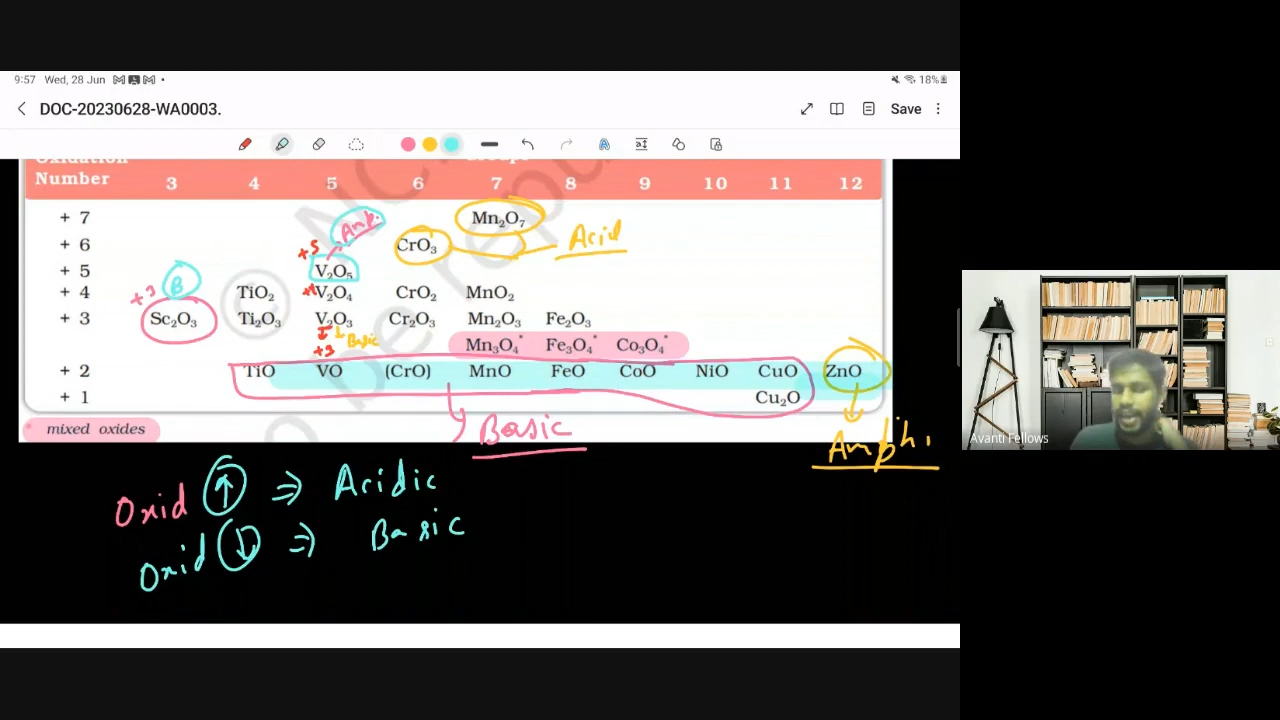 9:57 Wed, 28 Jun
18%
DOC-20230628-WA0003.
Save
Oxidation
Groups
Number 3 4 5 6 7 8 9 10 11 12
+ 7 Mn₂O₇
Amp.
+ 6 CrO₃
Acid
+5
+ 5 V₂O₅
B
+3
+ 4 TiO₂ V₂O₄ CrO₂ MnO₂
+4
+ 3 Sc₂O₃ Ti₂O₃ V₂O₃ Cr₂O₃ Mn₂O₃ Fe₂O₃
Basic
+3
Mn₃O₄* Fe₃O₄* Co₃O₄*
+ 2 TiO VO (CrO) MnO FeO CoO NiO CuO ZnO
+ 1 Cu₂O
* mixed oxides
Basic
Amph.
Oxid ↑ ⇒ Acidic
Oxid ↓ ⇒ Basic
Avanti Fellows